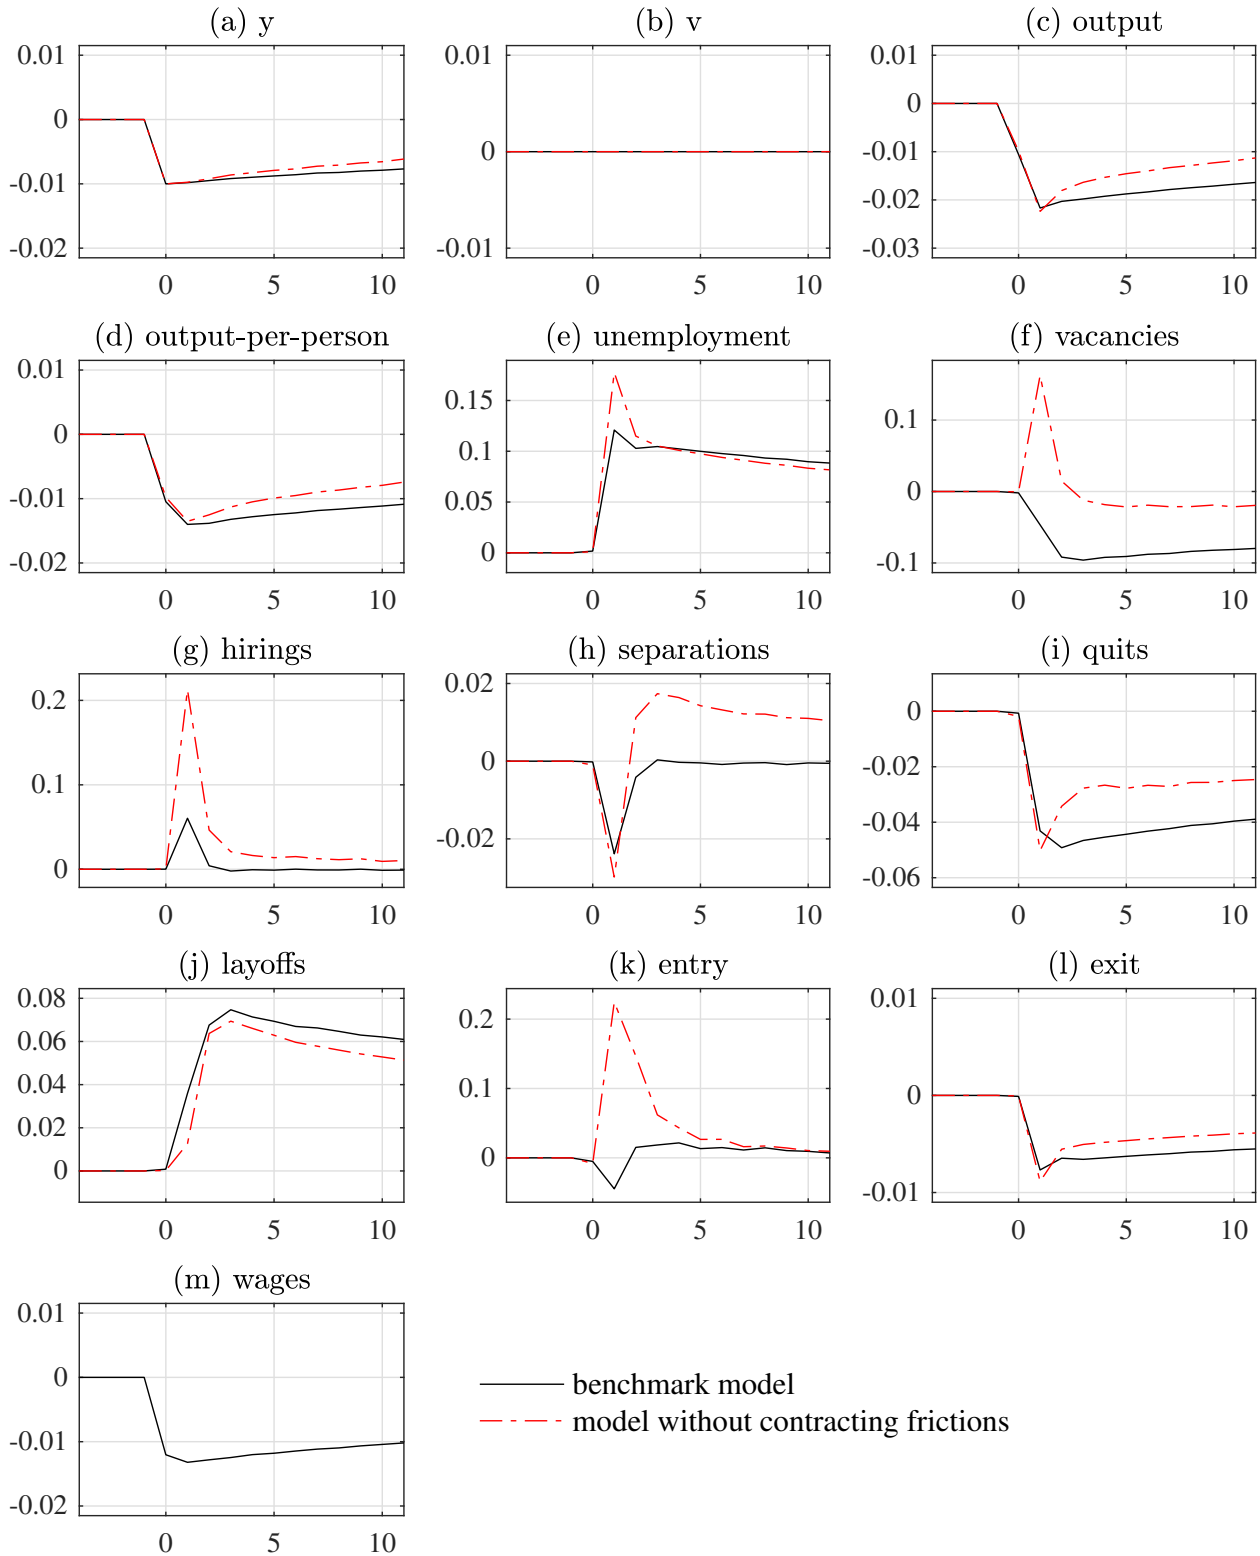 (a) y
0.01
0
-0.01
-0.02
0 5 10
(b) v
0.01
0
-0.01
0 5 10
(c) output
0.01
0
-0.01
-0.02
-0.03
0 5 10
(d) output-per-person
0.01
0
-0.01
-0.02
0 5 10
(e) unemployment
0.15
0.1
0.05
0
0 5 10
(f) vacancies
0.1
0
-0.1
0 5 10
(g) hirings
0.2
0.1
0
0 5 10
(h) separations
0.02
0
-0.02
0 5 10
(i) quits
0
-0.02
-0.04
-0.06
0 5 10
(j) layoffs
0.08
0.06
0.04
0.02
0
0 5 10
(k) entry
0.2
0.1
0
0 5 10
(l) exit
0.01
0
-0.01
0 5 10
(m) wages
0.01
0
-0.01
-0.02
0 5 10
benchmark model
model without contracting frictions